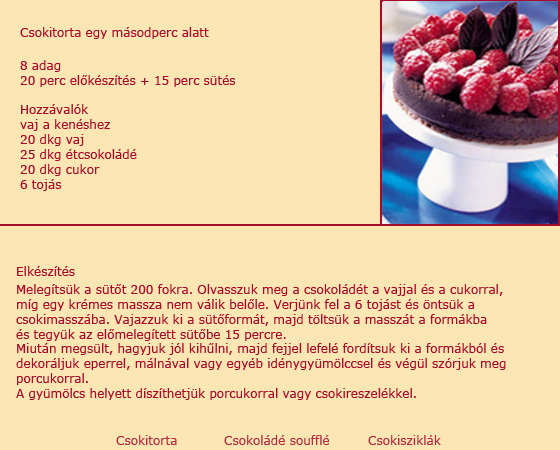 Csokitorta egy másodperc alatt
8 adag
20 perc előkészítés + 15 perc sütés
Hozzávalók
vaj a kenéshez
20 dkg vaj
25 dkg étcsokoládé
20 dkg cukor
6 tojás
Elkészítés
Melegítsük a sütőt 200 fokra. Olvasszuk meg a csokoládét a vajjal és a cukorral,
míg egy krémes massza nem válik belőle. Verjünk fel a 6 tojást és öntsük a
csokimasszába. Vajazzuk ki a sütőformát, majd töltsük a masszát a formákba
és tegyük az előmelegített sütőbe 15 percre.
Miután megsült, hagyjuk jól kihűlni, majd fejjel lefelé fordítsuk ki a formákból és
dekoráljuk eperrel, málnával vagy egyéb idénygyümölccsel és végül szórjuk meg
porcukorral.
A gyümölcs helyett díszíthetjük porcukorral vagy csokireszelékkel.
Csokitorta Csokoládé soufflé Csokisziklák